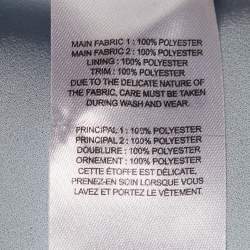 MAIN FABRIC 1 : 100% POLYESTER
MAIN FABRIC 2 : 100% POLYESTER
LINING : 100% POLYESTER
TRIM : 100% POLYESTER
DUE TO THE DELICATE NATURE OF
THE FABRIC, CARE MUST BE TAKEN
DURING WASH AND WEAR.
PRINCIPAL 1 : 100% POLYESTER
PRINCIPAL 2 : 100% POLYESTER
DOUBLURE : 100% POLYESTER
ORNEMENT : 100% POLYESTER
CETTE ÉTOFFE EST DÉLICATE,
PRENEZ-EN SOIN LORSQUE VOUS
LAVEZ ET PORTEZ LE VÊTEMENT.